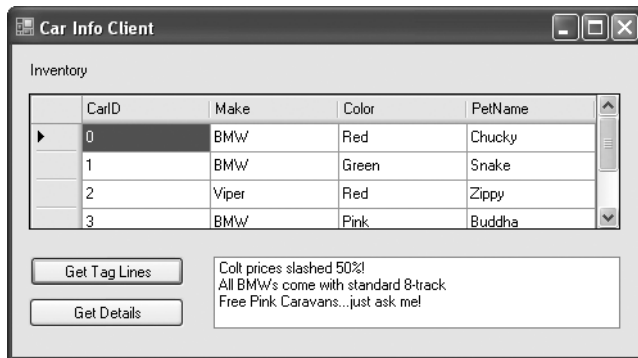 Car Info Client
Inventory
CarID Make Color PetName
0 BMW Red Chucky
1 BMW Green Snake
2 Viper Red Zippy
3 BMW Pink Buddha
Get Tag Lines
Get Details
Colt prices slashed 50%!
All BMW's come with standard 8-track
Free Pink Caravans...just ask me!